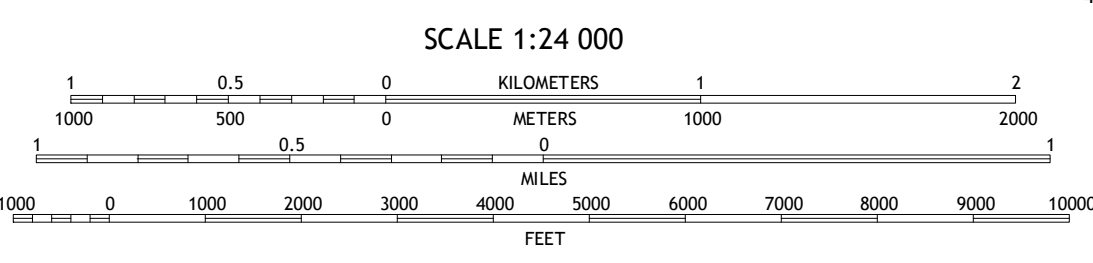 SCALE 1:24 000
1 0.5 0 KILOMETERS 1 2
1000 500 0 METERS 1000 2000
1 0.5 0 1
MILES
1000 0 1000 2000 3000 4000 5000 6000 7000 8000 9000 10000
FEET